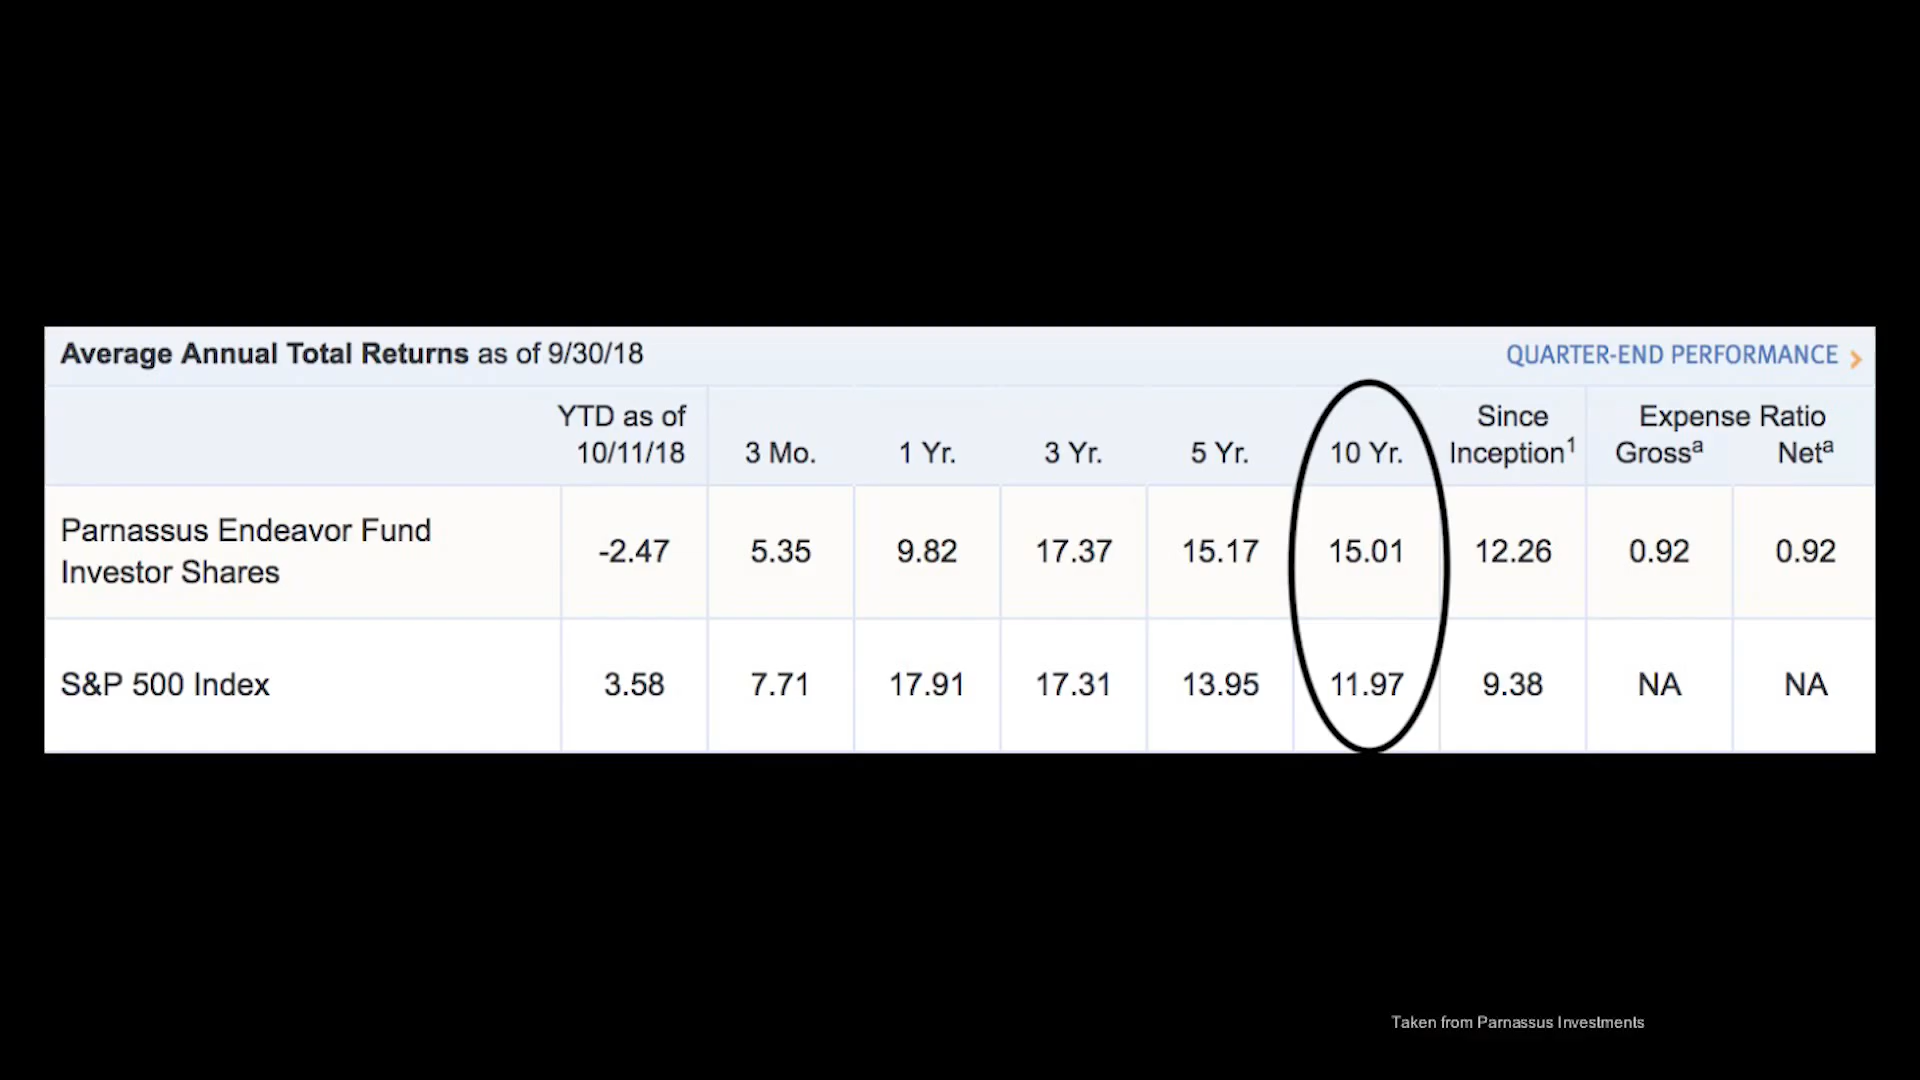 Average Annual Total Returns as of 9/30/18 QUARTER-END PERFORMANCE >
YTD as of Since Expense Ratio
10/11/18 3 Mo. 1 Yr. 3 Yr. 5 Yr. 10 Yr. Inception¹ Grossᵃ Netᵃ
Parnassus Endeavor Fund
Investor Shares -2.47 5.35 9.82 17.37 15.17 15.01 12.26 0.92 0.92
S&P 500 Index 3.58 7.71 17.91 17.31 13.95 11.97 9.38 NA NA
Taken from Parnassus Investments